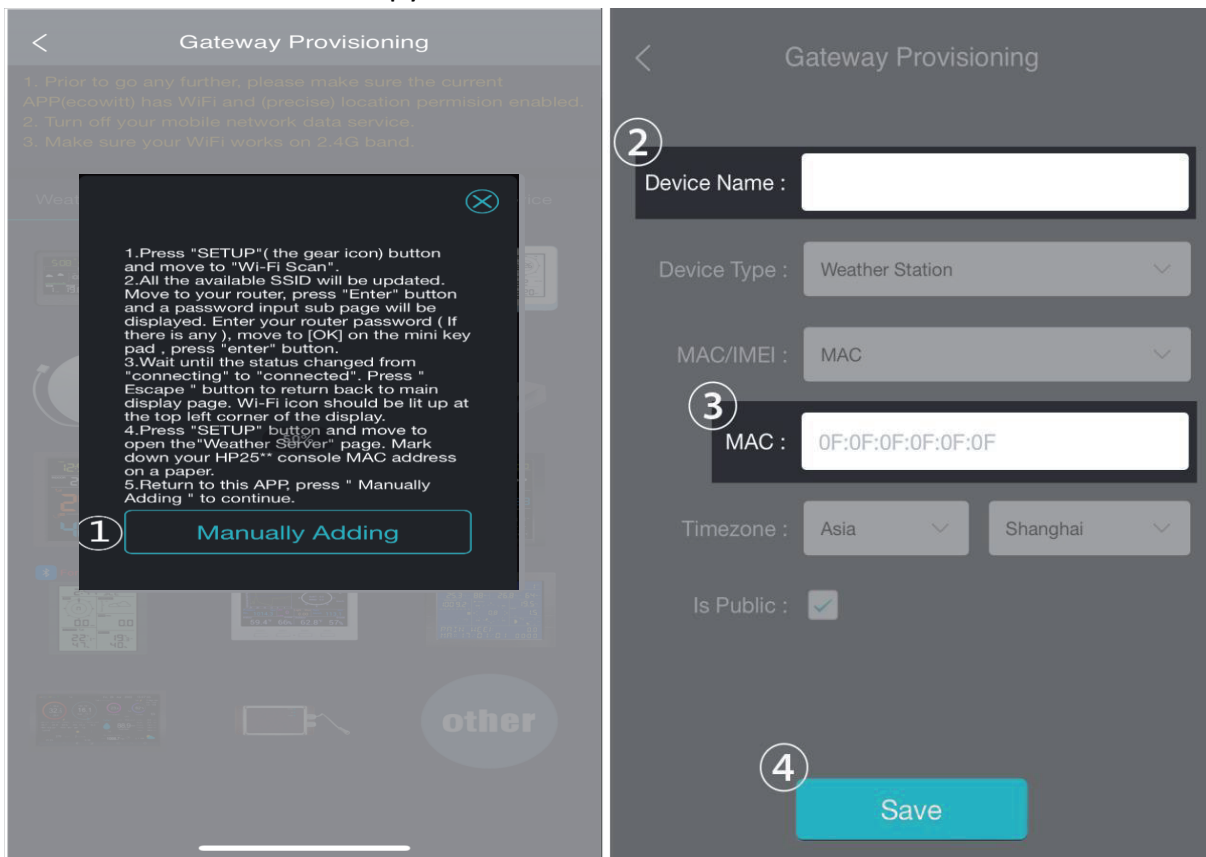 Gateway Provisioning
1. Prior to go any further, please make sure the current
APP(ecowitt) has WiFi and (precise) location permision enabled.
2. Turn off your mobile network data service.
3. Make sure your WiFi works on 2.4G band.
1.Press "SETUP"( the gear icon) button
and move to "Wi-Fi Scan".
2.All the available SSID will be updated.
Move to your router, press "Enter" button
and a password input sub page will be
displayed. Enter your router password ( If
there is any ), move to [OK] on the mini key
pad , press "enter" button.
3.Wait until the status changed from
"connecting" to "connected". Press "
Escape " button to return back to main
display page. Wi-Fi icon should be lit up at
the top left corner of the display.
4.Press "SETUP" button and move to
open the"Weather Server" page. Mark
down your HP25** console MAC address
on a paper.
5.Return to this APP, press " Manually
Adding " to continue.
① Manually Adding
other
Gateway Provisioning
②
Device Name :
Device Type : Weather Station
MAC/IMEI : MAC
③
MAC : 0F:0F:0F:0F:0F:0F
Timezone : Asia Shanghai
Is Public :
④
Save